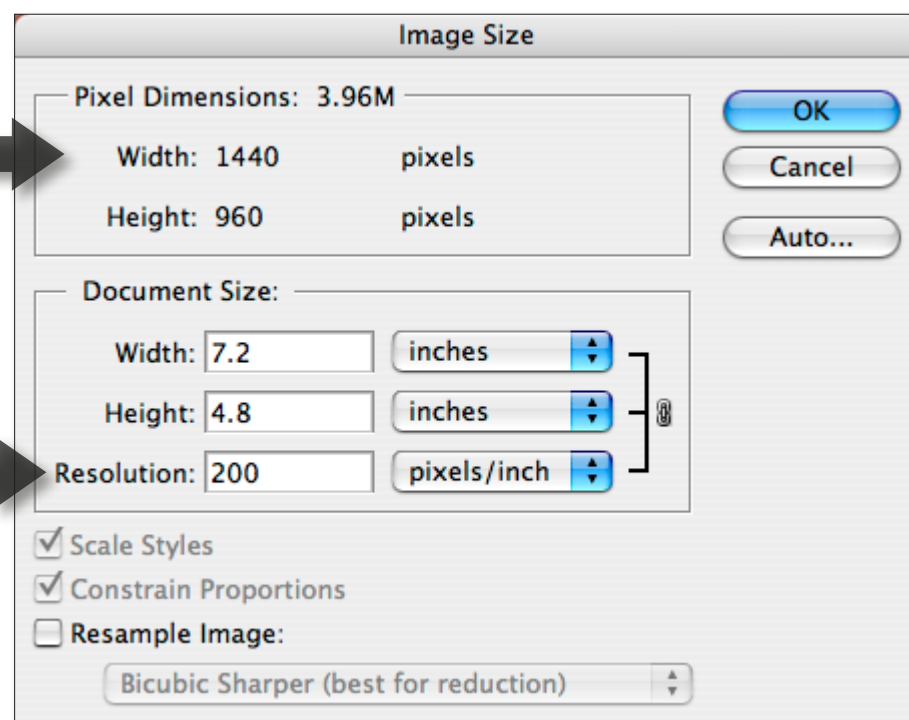 Image Size
Pixel Dimensions: 3.96M
Width: 1440 pixels
Height: 960 pixels
OK
Cancel
Auto...
Document Size:
Width: 7.2 inches
Height: 4.8 inches
Resolution: 200 pixels/inch
Scale Styles
Constrain Proportions
Resample Image:
Bicubic Sharper (best for reduction)